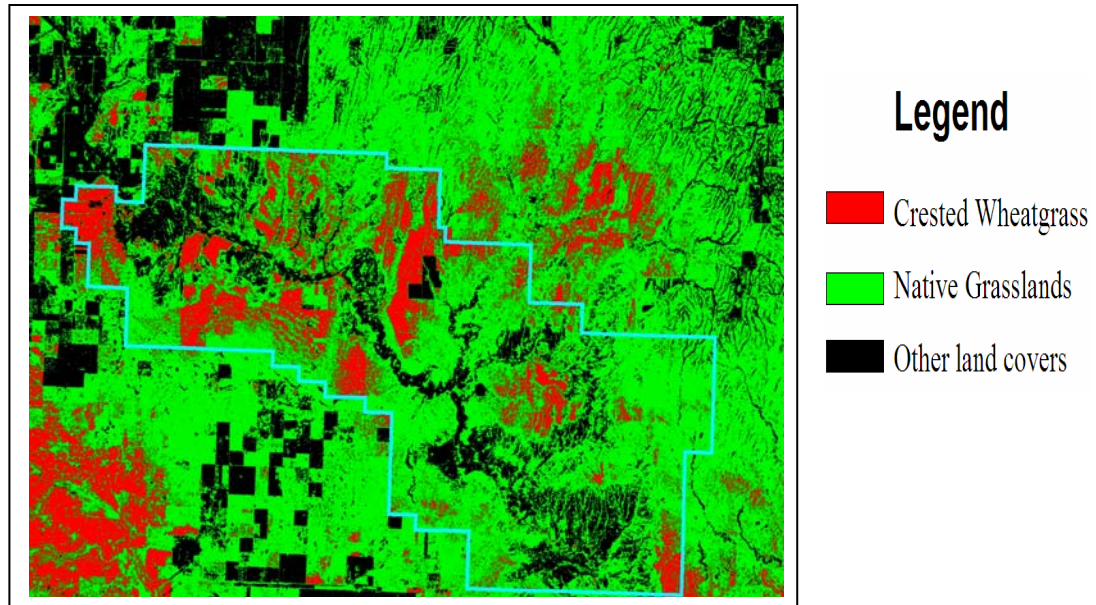 Legend
Crested Wheatgrass
Native Grasslands
Other land covers